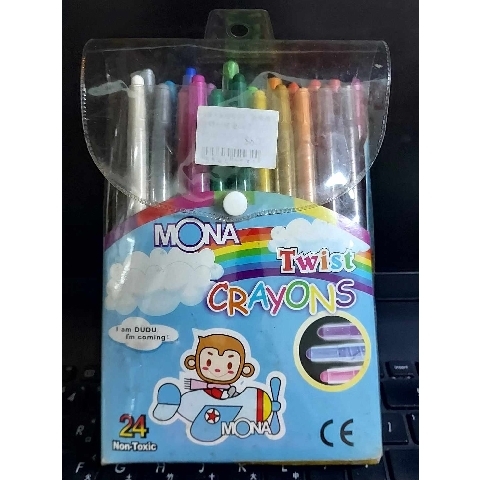 MONA
Twist
CRAYONS
I am DUDU
I'm coming!
MONA
24
Non-Toxic
CE